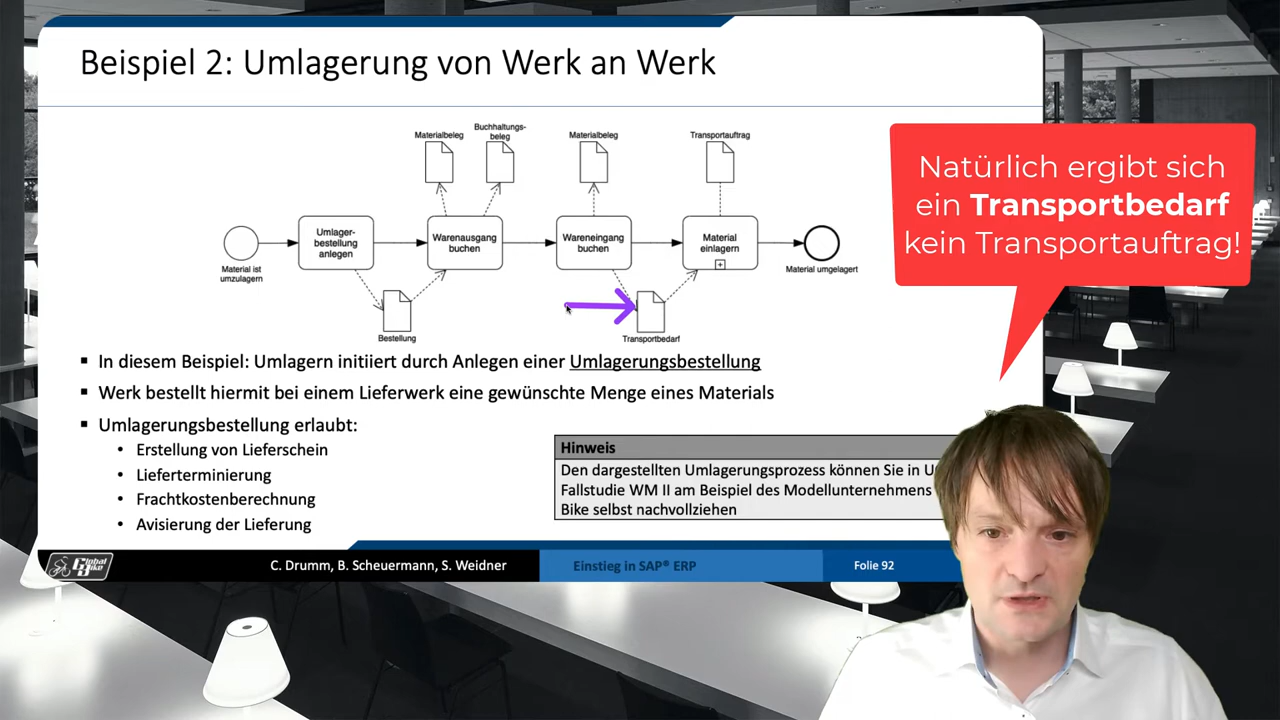 Beispiel 2: Umlagerung von Werk an Werk
Materialbeleg
Buchhaltungs-
beleg
Materialbeleg
Transportauftrag
Natürlich ergibt sich
ein Transportbedarf
kein Transportauftrag!
Material ist
umzulagern
Umlager-
bestellung
anlegen
Warenausgang
buchen
Wareneingang
buchen
Material
einlagern
Material umgelagert
Bestellung
Transportbedarf
▪ In diesem Beispiel: Umlagern initiiert durch Anlegen einer Umlagerungsbestellung
▪ Werk bestellt hiermit bei einem Lieferwerk eine gewünschte Menge eines Materials
▪ Umlagerungsbestellung erlaubt:
• Erstellung von Lieferschein
• Lieferterminierung
• Frachtkostenberechnung
• Avisierung der Lieferung
Hinweis
Den dargestellten Umlagerungsprozess können Sie in
Fallstudie WM II am Beispiel des Modellunternehmens
Bike selbst nachvollziehen
Global
Bike
C. Drumm, B. Scheuermann, S. Weidner
Einstieg in SAP® ERP
Folie 92